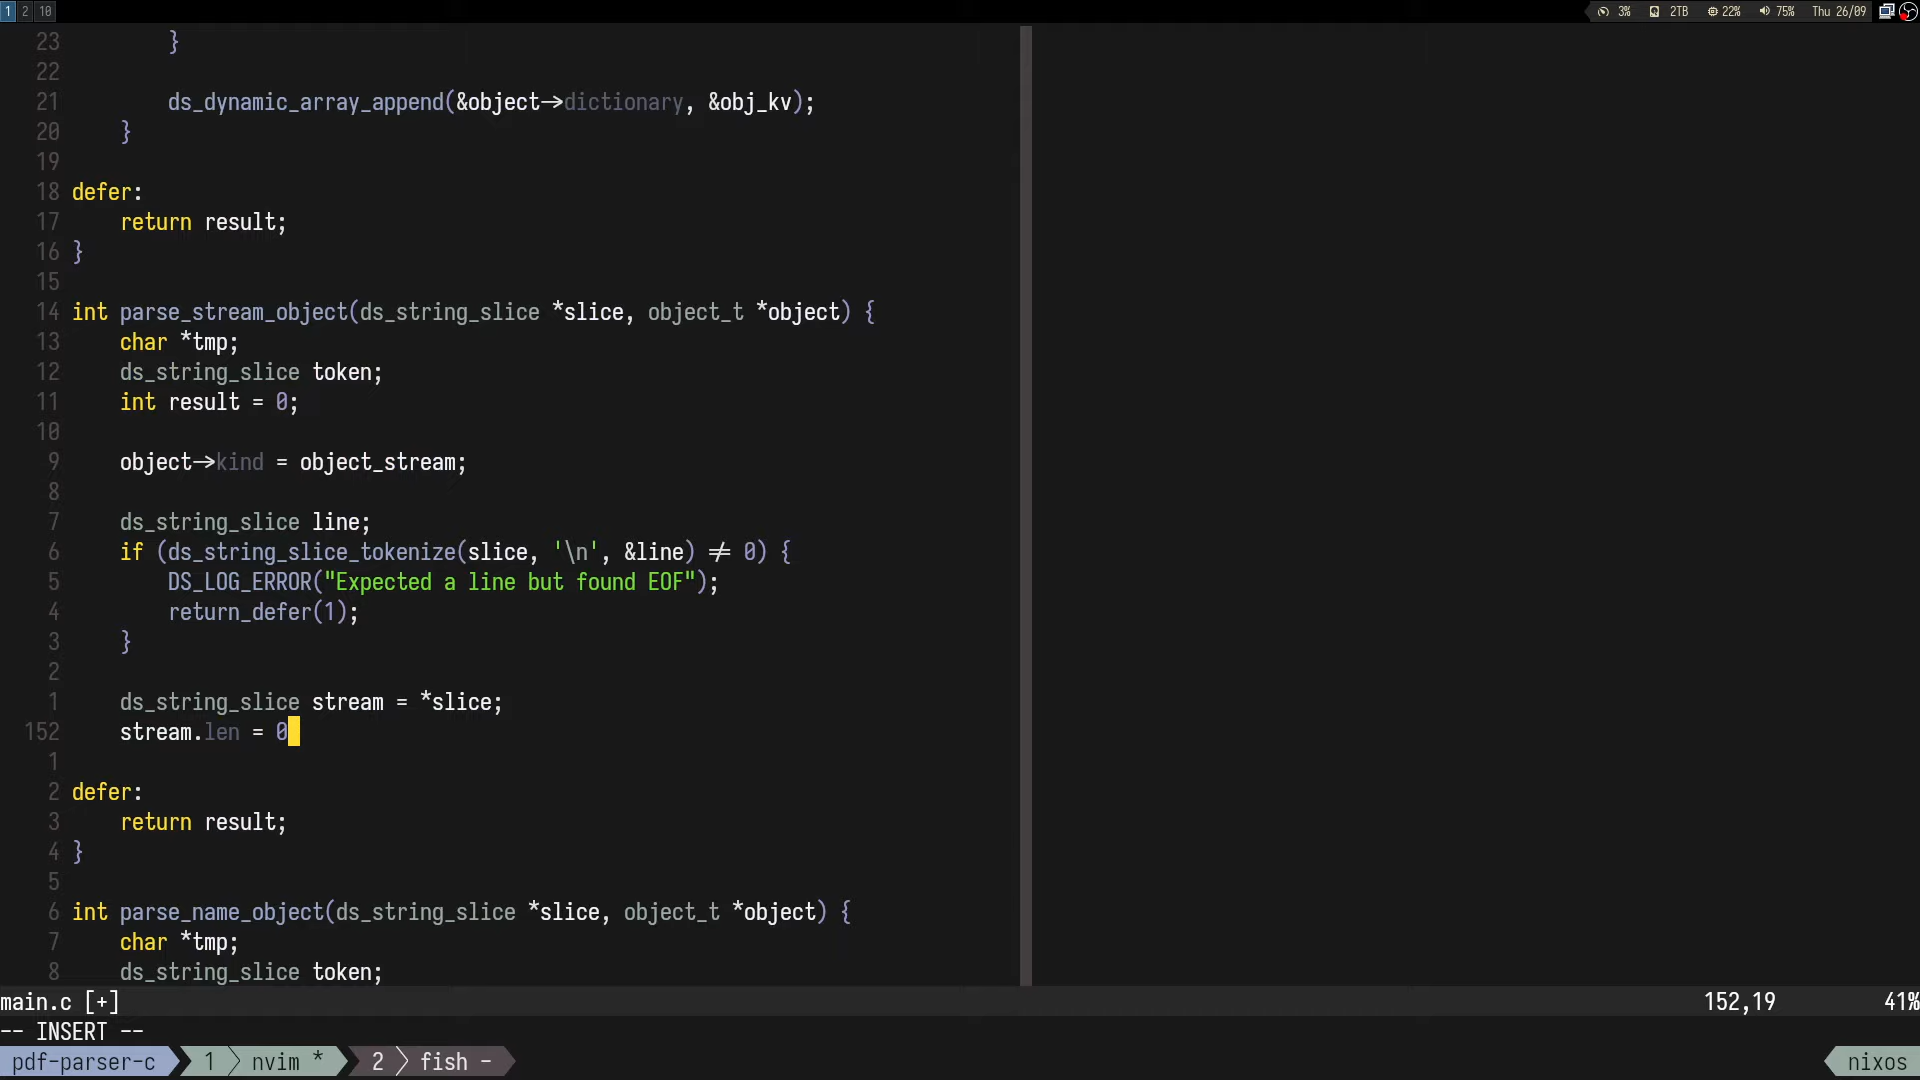 1 2 10 3% 2TB 22% 75% Thu 26/09
23 }
22
21 ds_dynamic_array_append(&object->dictionary, &obj_kv);
20 }
19
18 defer:
17 return result;
16 }
15
14 int parse_stream_object(ds_string_slice *slice, object_t *object) {
13 char *tmp;
12 ds_string_slice token;
11 int result = 0;
10
9 object->kind = object_stream;
8
7 ds_string_slice line;
6 if (ds_string_slice_tokenize(slice, '\n', &line) != 0) {
5 DS_LOG_ERROR("Expected a line but found EOF");
4 return_defer(1);
3 }
2
1 ds_string_slice stream = *slice;
152 stream.len = 0
1
2 defer:
3 return result;
4 }
5
6 int parse_name_object(ds_string_slice *slice, object_t *object) {
7 char *tmp;
8 ds_string_slice token;
main.c [+] 152,19 41%
-- INSERT --
pdf-parser-c 1 nvim * 2 fish - nixos